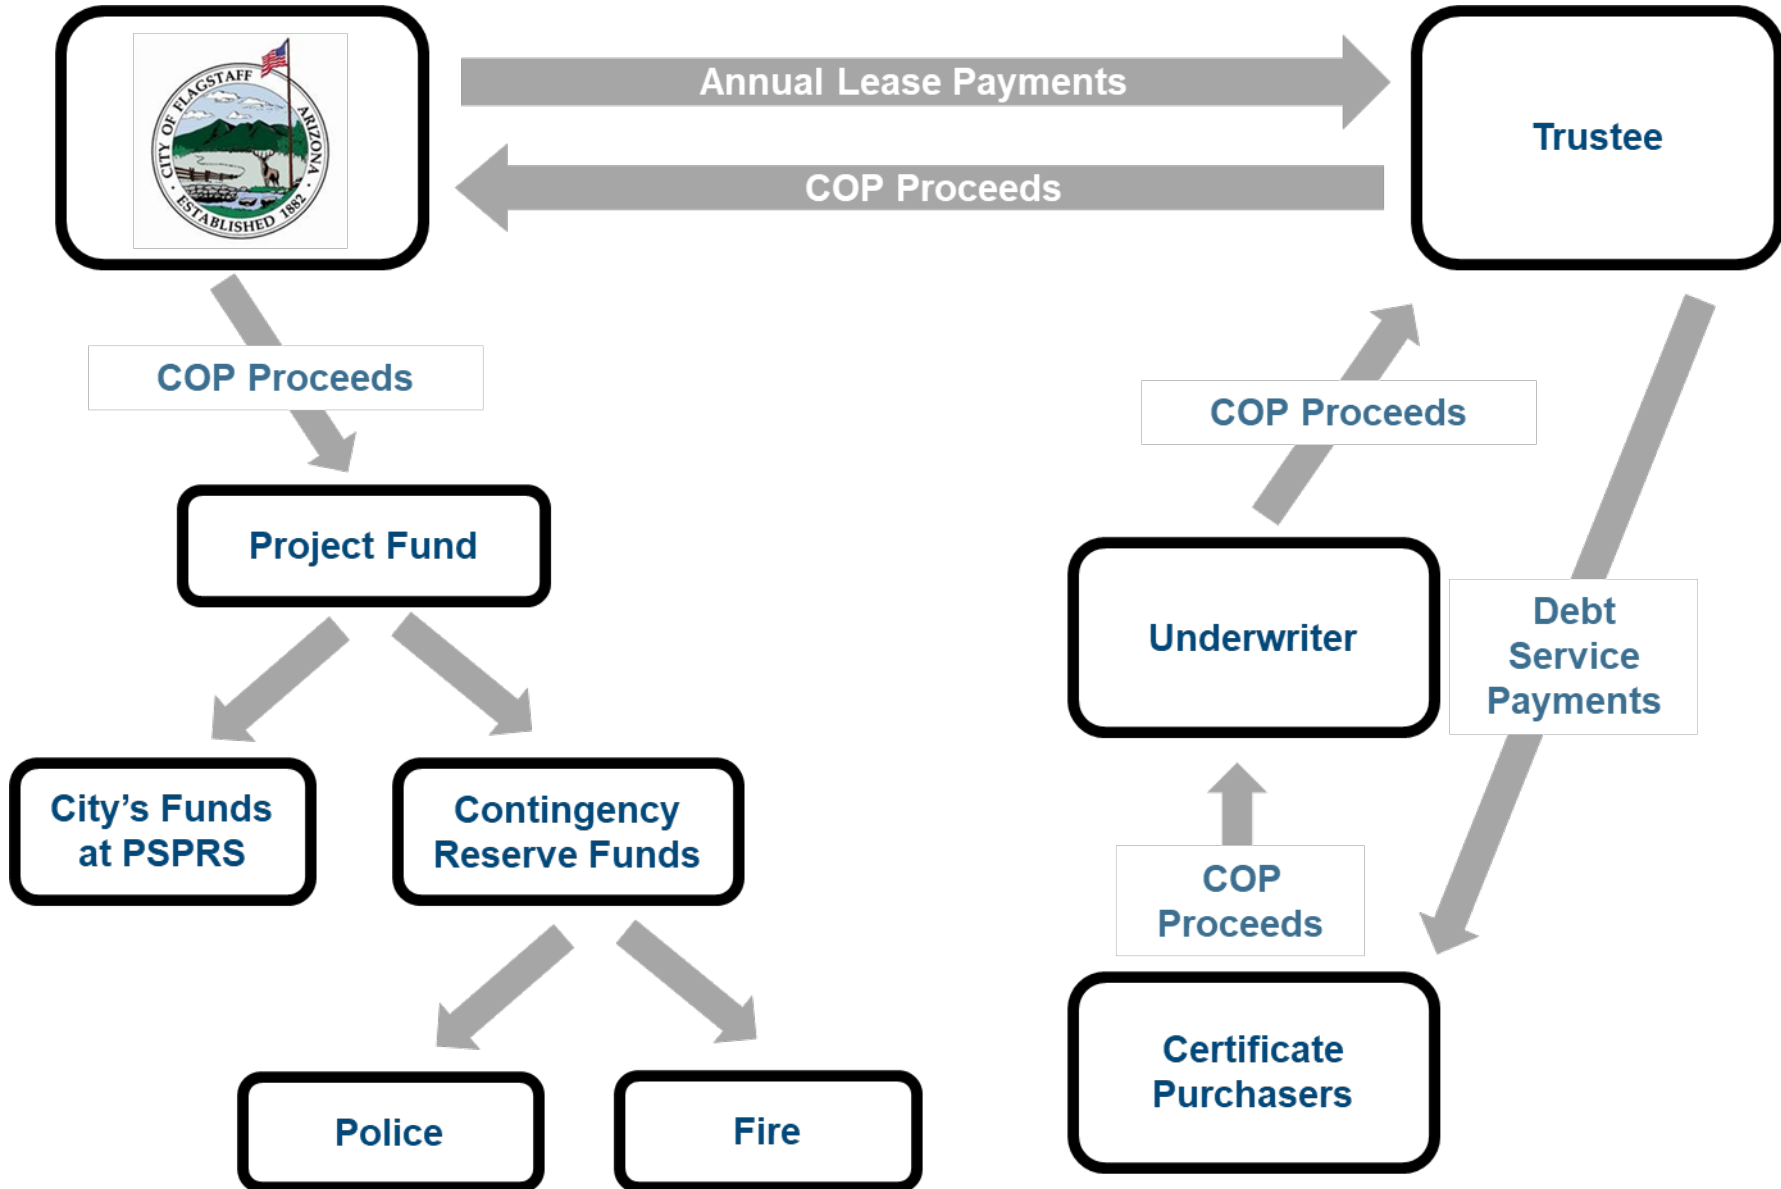 CITY OF FLAGSTAFF ARIZONA
· ESTABLISHED 1882 ·
Annual Lease Payments
COP Proceeds
Trustee
COP Proceeds
COP Proceeds
Project Fund
Underwriter
Debt
Service
Payments
City’s Funds
at PSPRS
Contingency
Reserve Funds
COP
Proceeds
Certificate
Purchasers
Police
Fire